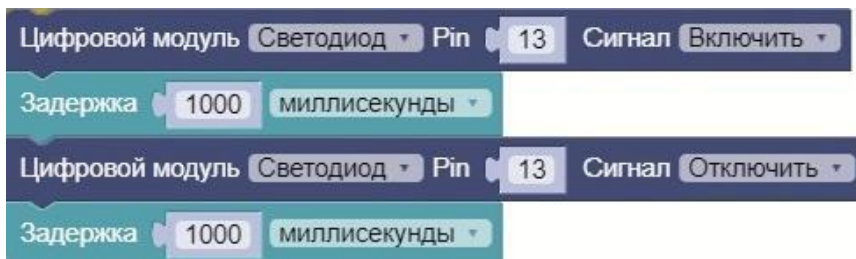 Цифровой модуль Светодиод Pin 13 Сигнал Включить
Задержка 1000 миллисекунды
Цифровой модуль Светодиод Pin 13 Сигнал Отключить
Задержка 1000 миллисекунды